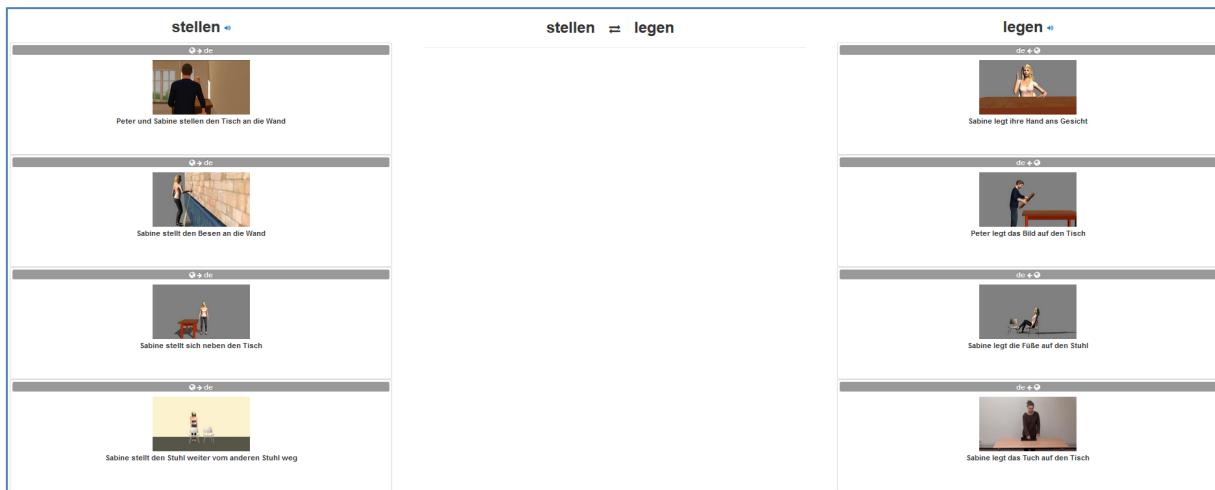 stellen
stellen ⇄ legen
legen
→ de
Peter und Sabine stellen den Tisch an die Wand
→ de
Sabine stellt den Besen an die Wand
→ de
Sabine stellt sich neben den Tisch
→ de
Sabine stellt den Stuhl weiter vom anderen Stuhl weg
de ←
Sabine legt ihre Hand ans Gesicht
de ←
Peter legt das Bild auf den Tisch
de ←
Sabine legt die Füße auf den Stuhl
de ←
Sabine legt das Tuch auf den Tisch